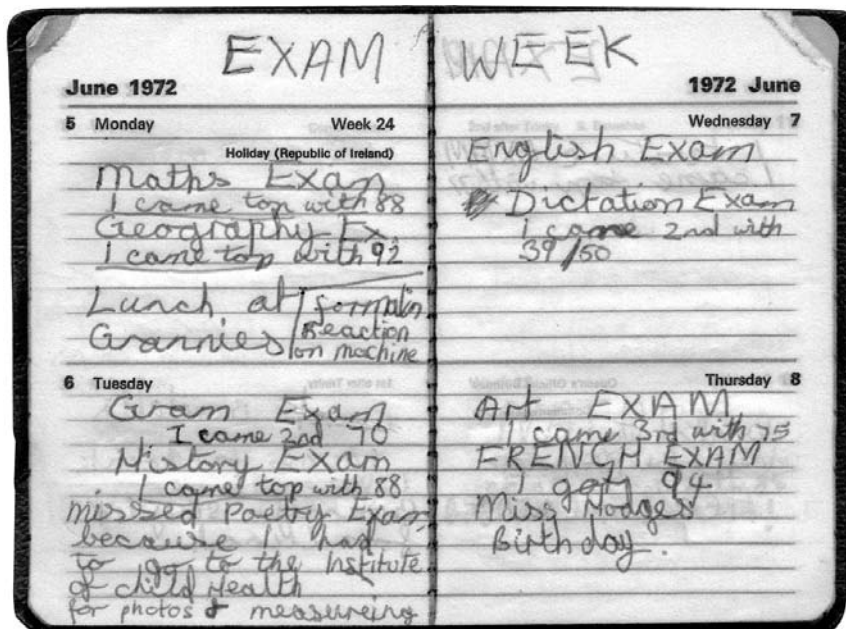 EXAM WEEK
June 1972
5 Monday Week 24
Holiday (Republic of Ireland)
Maths Exam
I came top with 88
Geography Ex.
I came top with 92
Lunch at
Grannies
Reaction
on machine
6 Tuesday
Gram Exam
I came 2nd 70
History Exam
I came top with 88
missed Poetry Exam
because I had
to go to the Institute
of child Health
for photos & measureing
1972 June
Wednesday 7
English Exam
Dictation Exam
I came 2nd with
39/50
Thursday 8
Art EXAM
I came 3rd with 75
FRENCH EXAM
I got 94
Miss Hodges
Birthday.